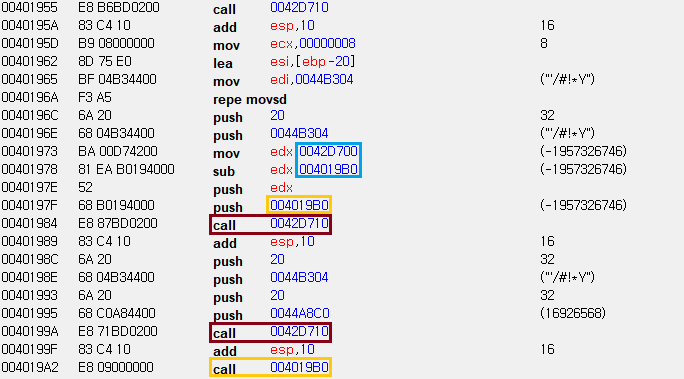 00401955 E8 B6BD0200 call 0042D710
0040195A 83 C4 10 add esp,10 16
0040195D B9 08000000 mov ecx,00000008 8
00401962 8D 75 E0 lea esi,[ebp-20]
00401965 BF 04B34400 mov edi,0044B304 ("'/#!*Y")
0040196A F3 A5 repe movsd
0040196C 6A 20 push 20 32
0040196E 68 04B34400 push 0044B304 ("'/#!*Y")
00401973 BA 00D74200 mov edx 0042D700 (-1957326746)
00401978 81 EA B0194000 sub edx 004019B0 (-1957326746)
0040197E 52 push edx
0040197F 68 B0194000 push 004019B0 (-1957326746)
00401984 E8 87BD0200 call 0042D710
00401989 83 C4 10 add esp,10 16
0040198C 6A 20 push 20 32
0040198E 68 04B34400 push 0044B304 ("'/#!*Y")
00401993 6A 20 push 20 32
00401995 68 C0A84400 push 0044A8C0 (16926568)
0040199A E8 71BD0200 call 0042D710
0040199F 83 C4 10 add esp,10 16
004019A2 E8 09000000 call 004019B0